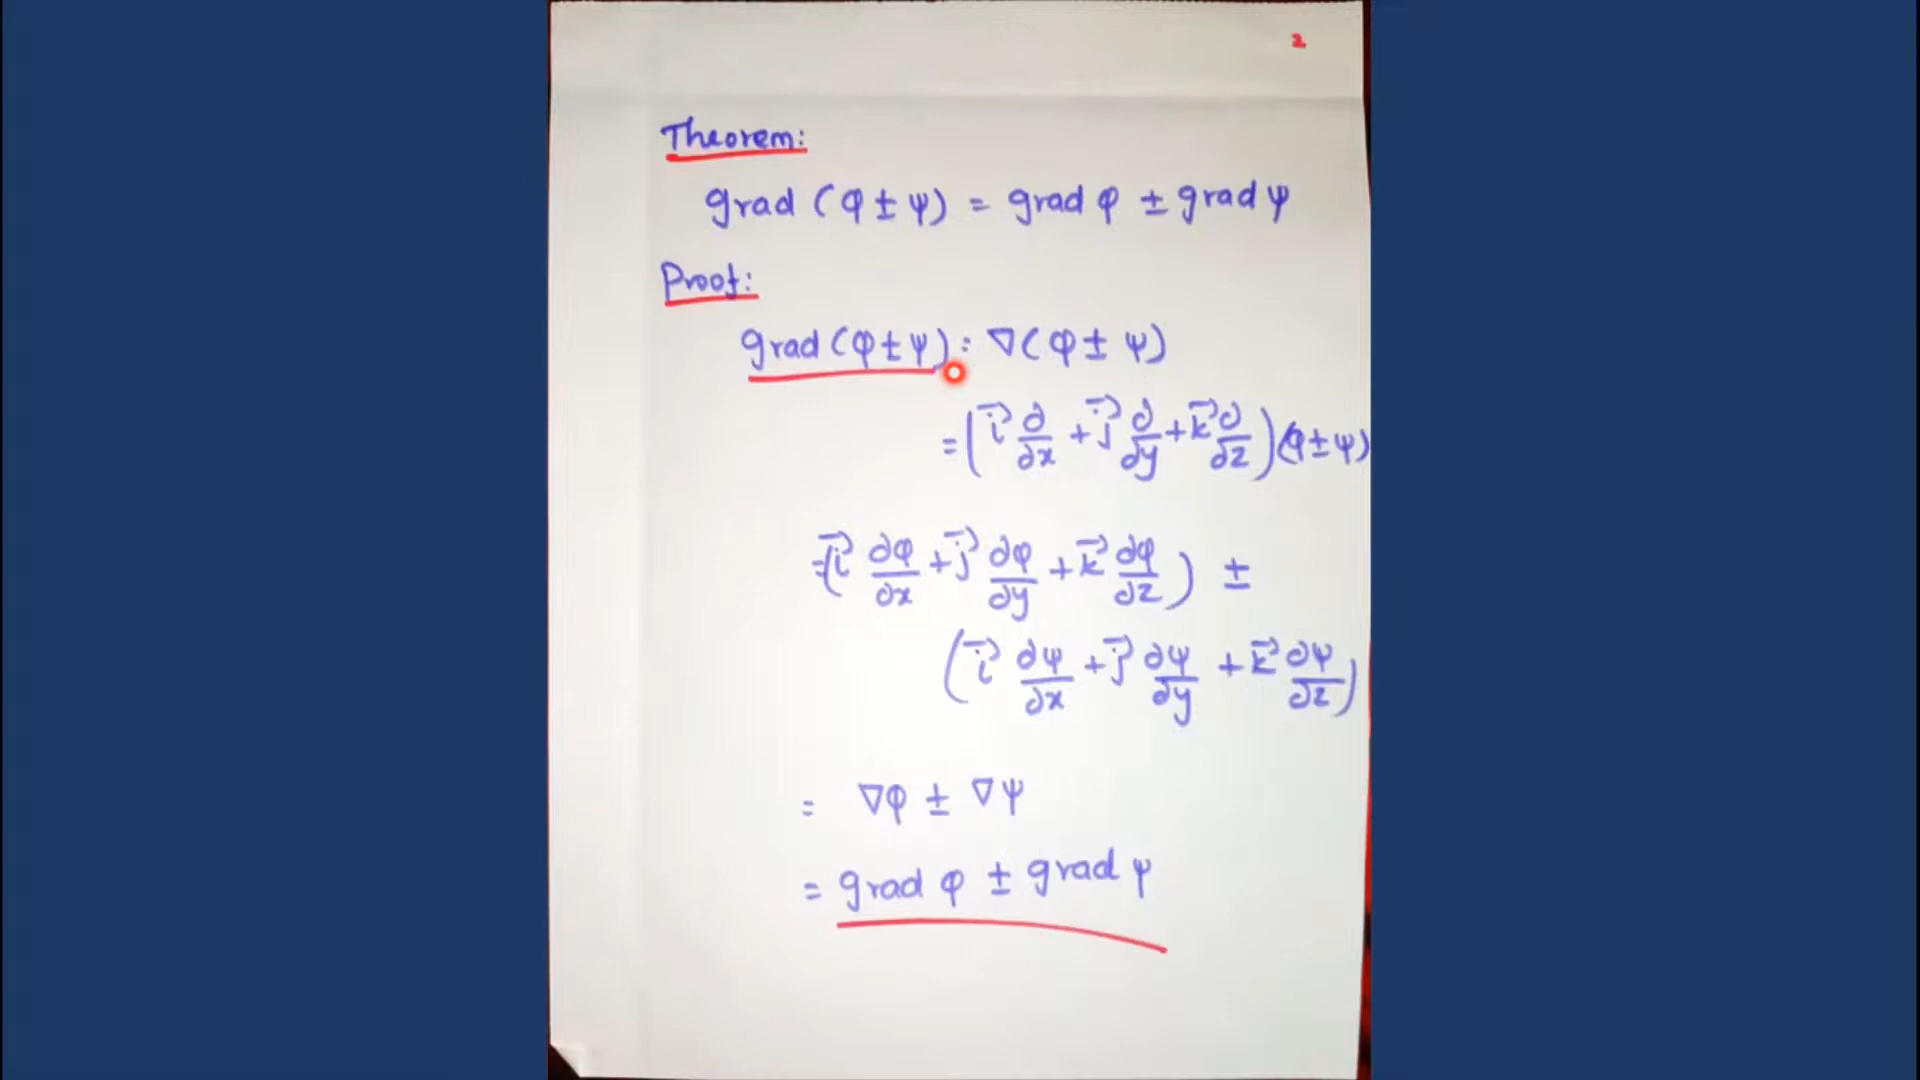 2
Theorem:
grad (φ ± ψ) = grad φ ± grad ψ
Proof:
grad (φ ± ψ) = ∇(φ ± ψ)
= (i⃗ ∂/∂x + j⃗ ∂/∂y + k⃗ ∂/∂z)(φ ± ψ)
= (i⃗ ∂φ/∂x + j⃗ ∂φ/∂y + k⃗ ∂φ/∂z) ±
(i⃗ ∂ψ/∂x + j⃗ ∂ψ/∂y + k⃗ ∂ψ/∂z)
= ∇φ ± ∇ψ
= grad φ ± grad ψ